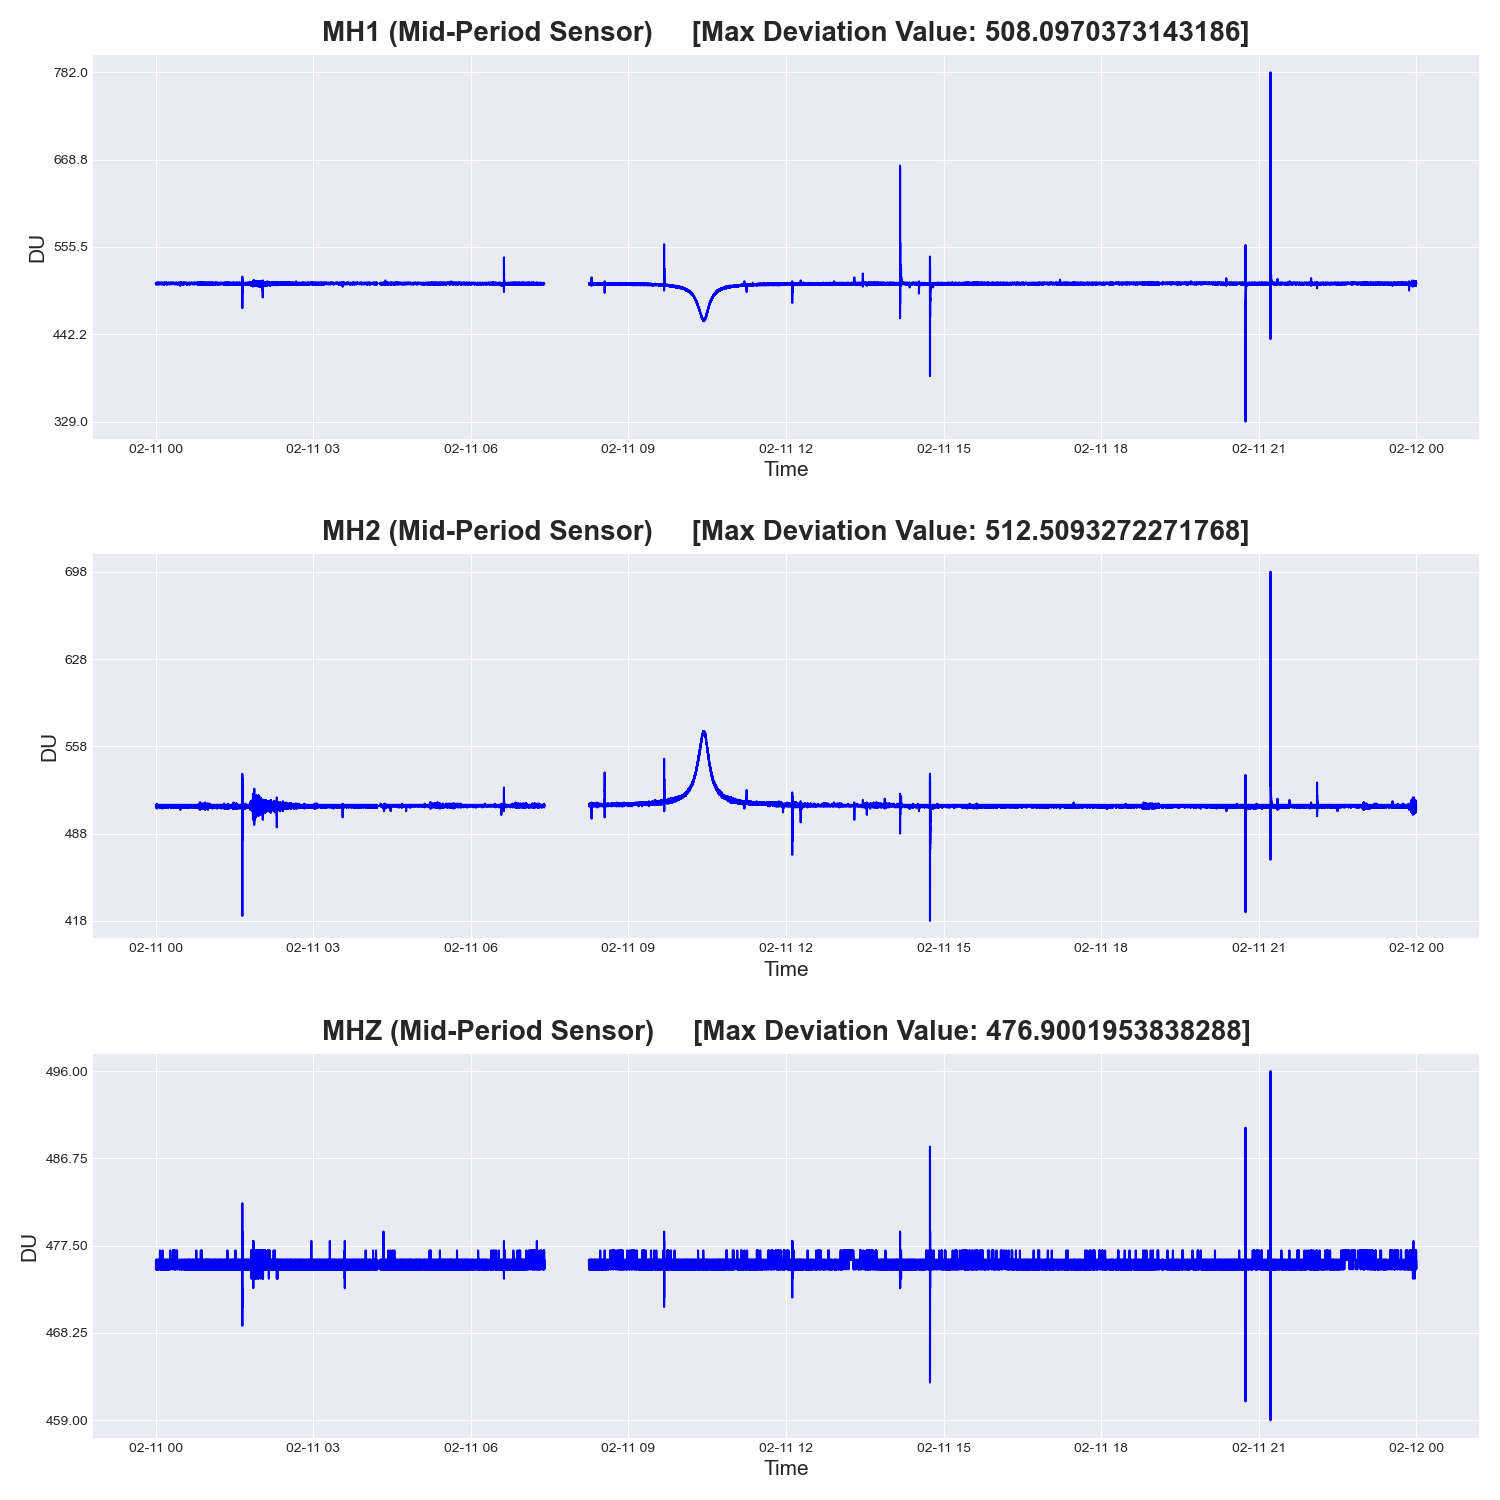 MH1 (Mid-Period Sensor) [Max Deviation Value: 508.0970373143186]
782.0
668.8
555.5
442.2
329.0
DU
02-11 00 02-11 03 02-11 06 02-11 09 02-11 12 02-11 15 02-11 18 02-11 21 02-12 00
Time
MH2 (Mid-Period Sensor) [Max Deviation Value: 512.5093272271768]
698
628
558
488
418
DU
02-11 00 02-11 03 02-11 06 02-11 09 02-11 12 02-11 15 02-11 18 02-11 21 02-12 00
Time
MHZ (Mid-Period Sensor) [Max Deviation Value: 476.9001953838288]
496.00
486.75
477.50
468.25
459.00
DU
02-11 00 02-11 03 02-11 06 02-11 09 02-11 12 02-11 15 02-11 18 02-11 21 02-12 00
Time